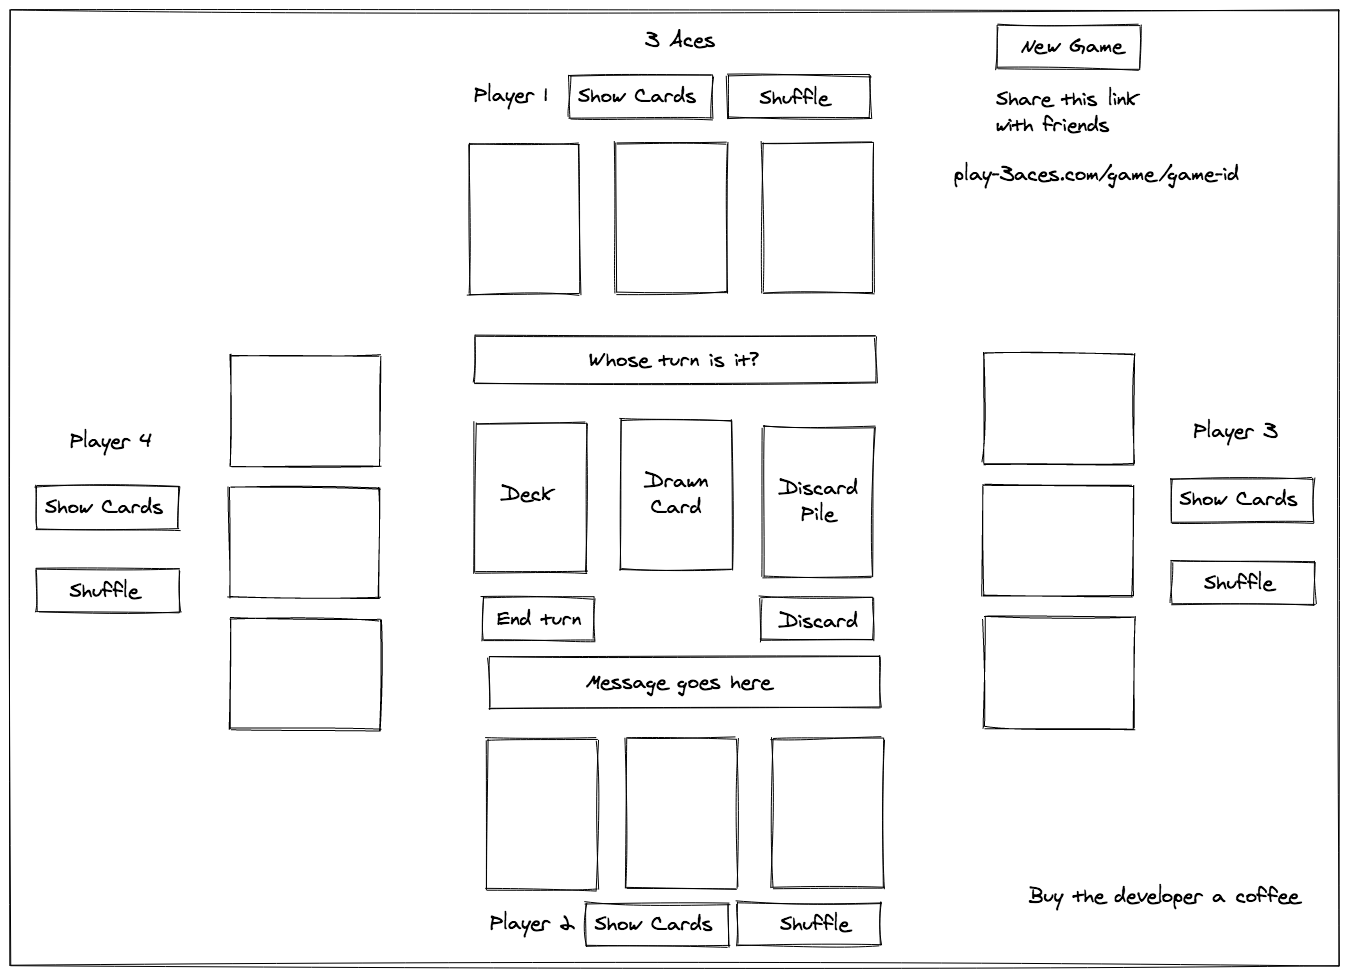 3 Aces
New Game
Player 1
Show Cards
Shuffle
Share this link
with friends
play-3aces.com/game/game-id
Whose turn is it?
Player 4
Show Cards
Shuffle
Deck
Drawn
Card
Discard
Pile
Player 3
Show Cards
Shuffle
End turn
Discard
Message goes here
Buy the developer a coffee
Player 2
Show Cards
Shuffle